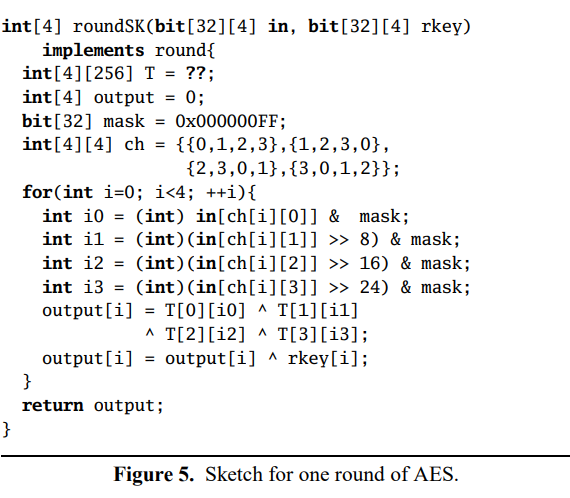 int[4] roundSK(bit[32][4] in, bit[32][4] rkey)
implements round{
int[4][256] T = ??;
int[4] output = 0;
bit[32] mask = 0x000000FF;
int[4][4] ch = {{0,1,2,3},{1,2,3,0},
{2,3,0,1},{3,0,1,2}};
for(int i=0; i<4; ++i){
int i0 = (int) in[ch[i][0]] & mask;
int i1 = (int)(in[ch[i][1]] >> 8) & mask;
int i2 = (int)(in[ch[i][2]] >> 16) & mask;
int i3 = (int)(in[ch[i][3]] >> 24) & mask;
output[i] = T[0][i0] ^ T[1][i1]
^ T[2][i2] ^ T[3][i3];
output[i] = output[i] ^ rkey[i];
}
return output;
}
Figure 5. Sketch for one round of AES.